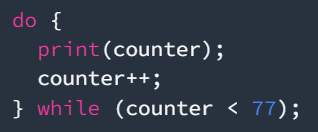 do {
  print(counter);
  counter++;
} while (counter < 77);